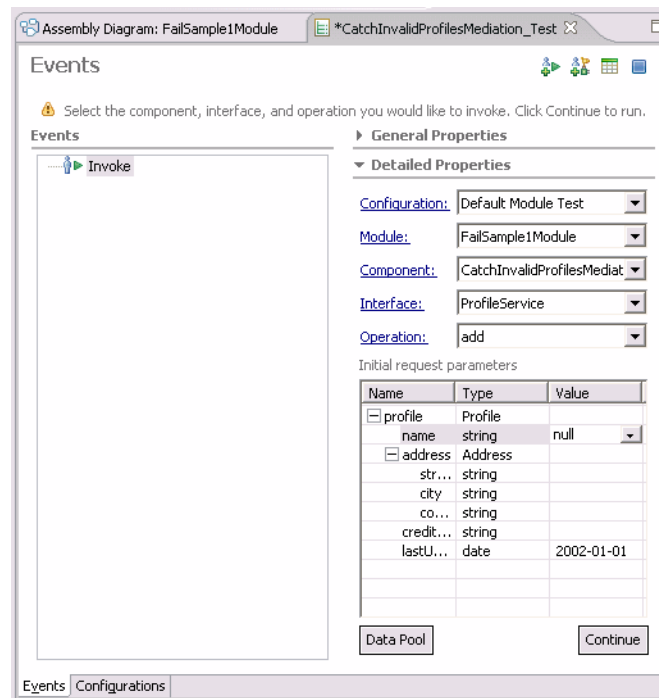 Assembly Diagram: FailSample1Module
*CatchInvalidProfilesMediation_Test
Events
Select the component, interface, and operation you would like to invoke. Click Continue to run.
Events
General Properties
Invoke
Detailed Properties
Configuration: Default Module Test
Module: FailSample1Module
Component: CatchInvalidProfilesMediat
Interface: ProfileService
Operation: add
Initial request parameters
Name Type Value
profile Profile
name string null
address Address
str... string
city string
co... string
credit... string
lastU... date 2002-01-01
Data Pool Continue
Events Configurations